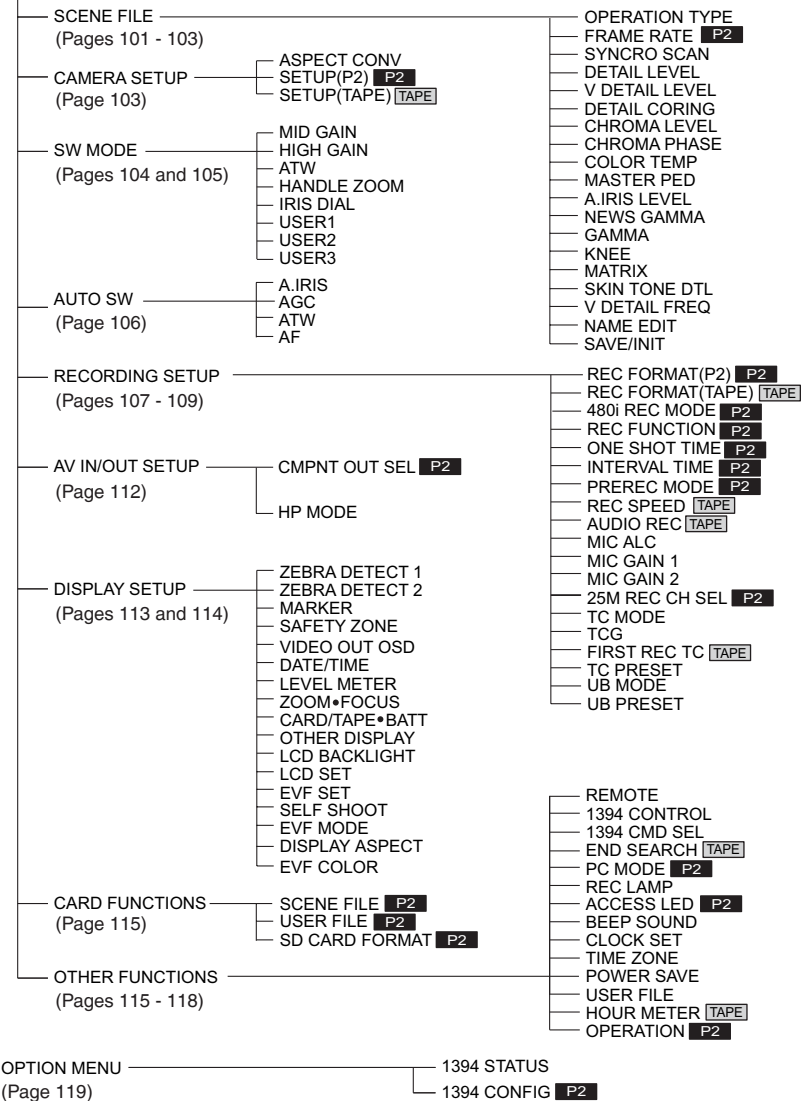 SCENE FILE
(Pages 101 - 103)
OPERATION TYPE
FRAME RATE P2
SYNCRO SCAN
DETAIL LEVEL
V DETAIL LEVEL
DETAIL CORING
CHROMA LEVEL
CHROMA PHASE
COLOR TEMP
MASTER PED
A.IRIS LEVEL
NEWS GAMMA
GAMMA
KNEE
MATRIX
SKIN TONE DTL
V DETAIL FREQ
NAME EDIT
SAVE/INIT
CAMERA SETUP
(Page 103)
ASPECT CONV
SETUP(P2) P2
SETUP(TAPE) TAPE
SW MODE
(Pages 104 and 105)
MID GAIN
HIGH GAIN
ATW
HANDLE ZOOM
IRIS DIAL
USER1
USER2
USER3
AUTO SW
(Page 106)
A.IRIS
AGC
ATW
AF
RECORDING SETUP
(Pages 107 - 109)
REC FORMAT(P2) P2
REC FORMAT(TAPE) TAPE
480i REC MODE P2
REC FUNCTION P2
ONE SHOT TIME P2
INTERVAL TIME P2
PREREC MODE P2
REC SPEED TAPE
AUDIO REC TAPE
MIC ALC
MIC GAIN 1
MIC GAIN 2
25M REC CH SEL P2
TC MODE
TCG
FIRST REC TC TAPE
TC PRESET
UB MODE
UB PRESET
AV IN/OUT SETUP
(Page 112)
CMPNT OUT SEL P2
HP MODE
DISPLAY SETUP
(Pages 113 and 114)
ZEBRA DETECT 1
ZEBRA DETECT 2
MARKER
SAFETY ZONE
VIDEO OUT OSD
DATE/TIME
LEVEL METER
ZOOM•FOCUS
CARD/TAPE•BATT
OTHER DISPLAY
LCD BACKLIGHT
LCD SET
EVF SET
SELF SHOOT
EVF MODE
DISPLAY ASPECT
EVF COLOR
CARD FUNCTIONS
(Page 115)
SCENE FILE P2
USER FILE P2
SD CARD FORMAT P2
OTHER FUNCTIONS
(Pages 115 - 118)
REMOTE
1394 CONTROL
1394 CMD SEL
END SEARCH TAPE
PC MODE P2
REC LAMP
ACCESS LED P2
BEEP SOUND
CLOCK SET
TIME ZONE
POWER SAVE
USER FILE
HOUR METER TAPE
OPERATION P2
OPTION MENU
(Page 119)
1394 STATUS
1394 CONFIG P2